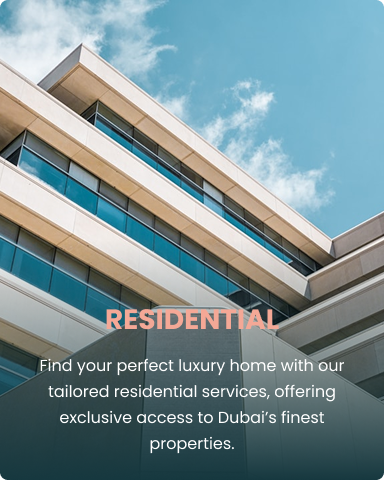 RESIDENTIAL
Find your perfect luxury home with our
tailored residential services, offering
exclusive access to Dubai’s finest
properties.